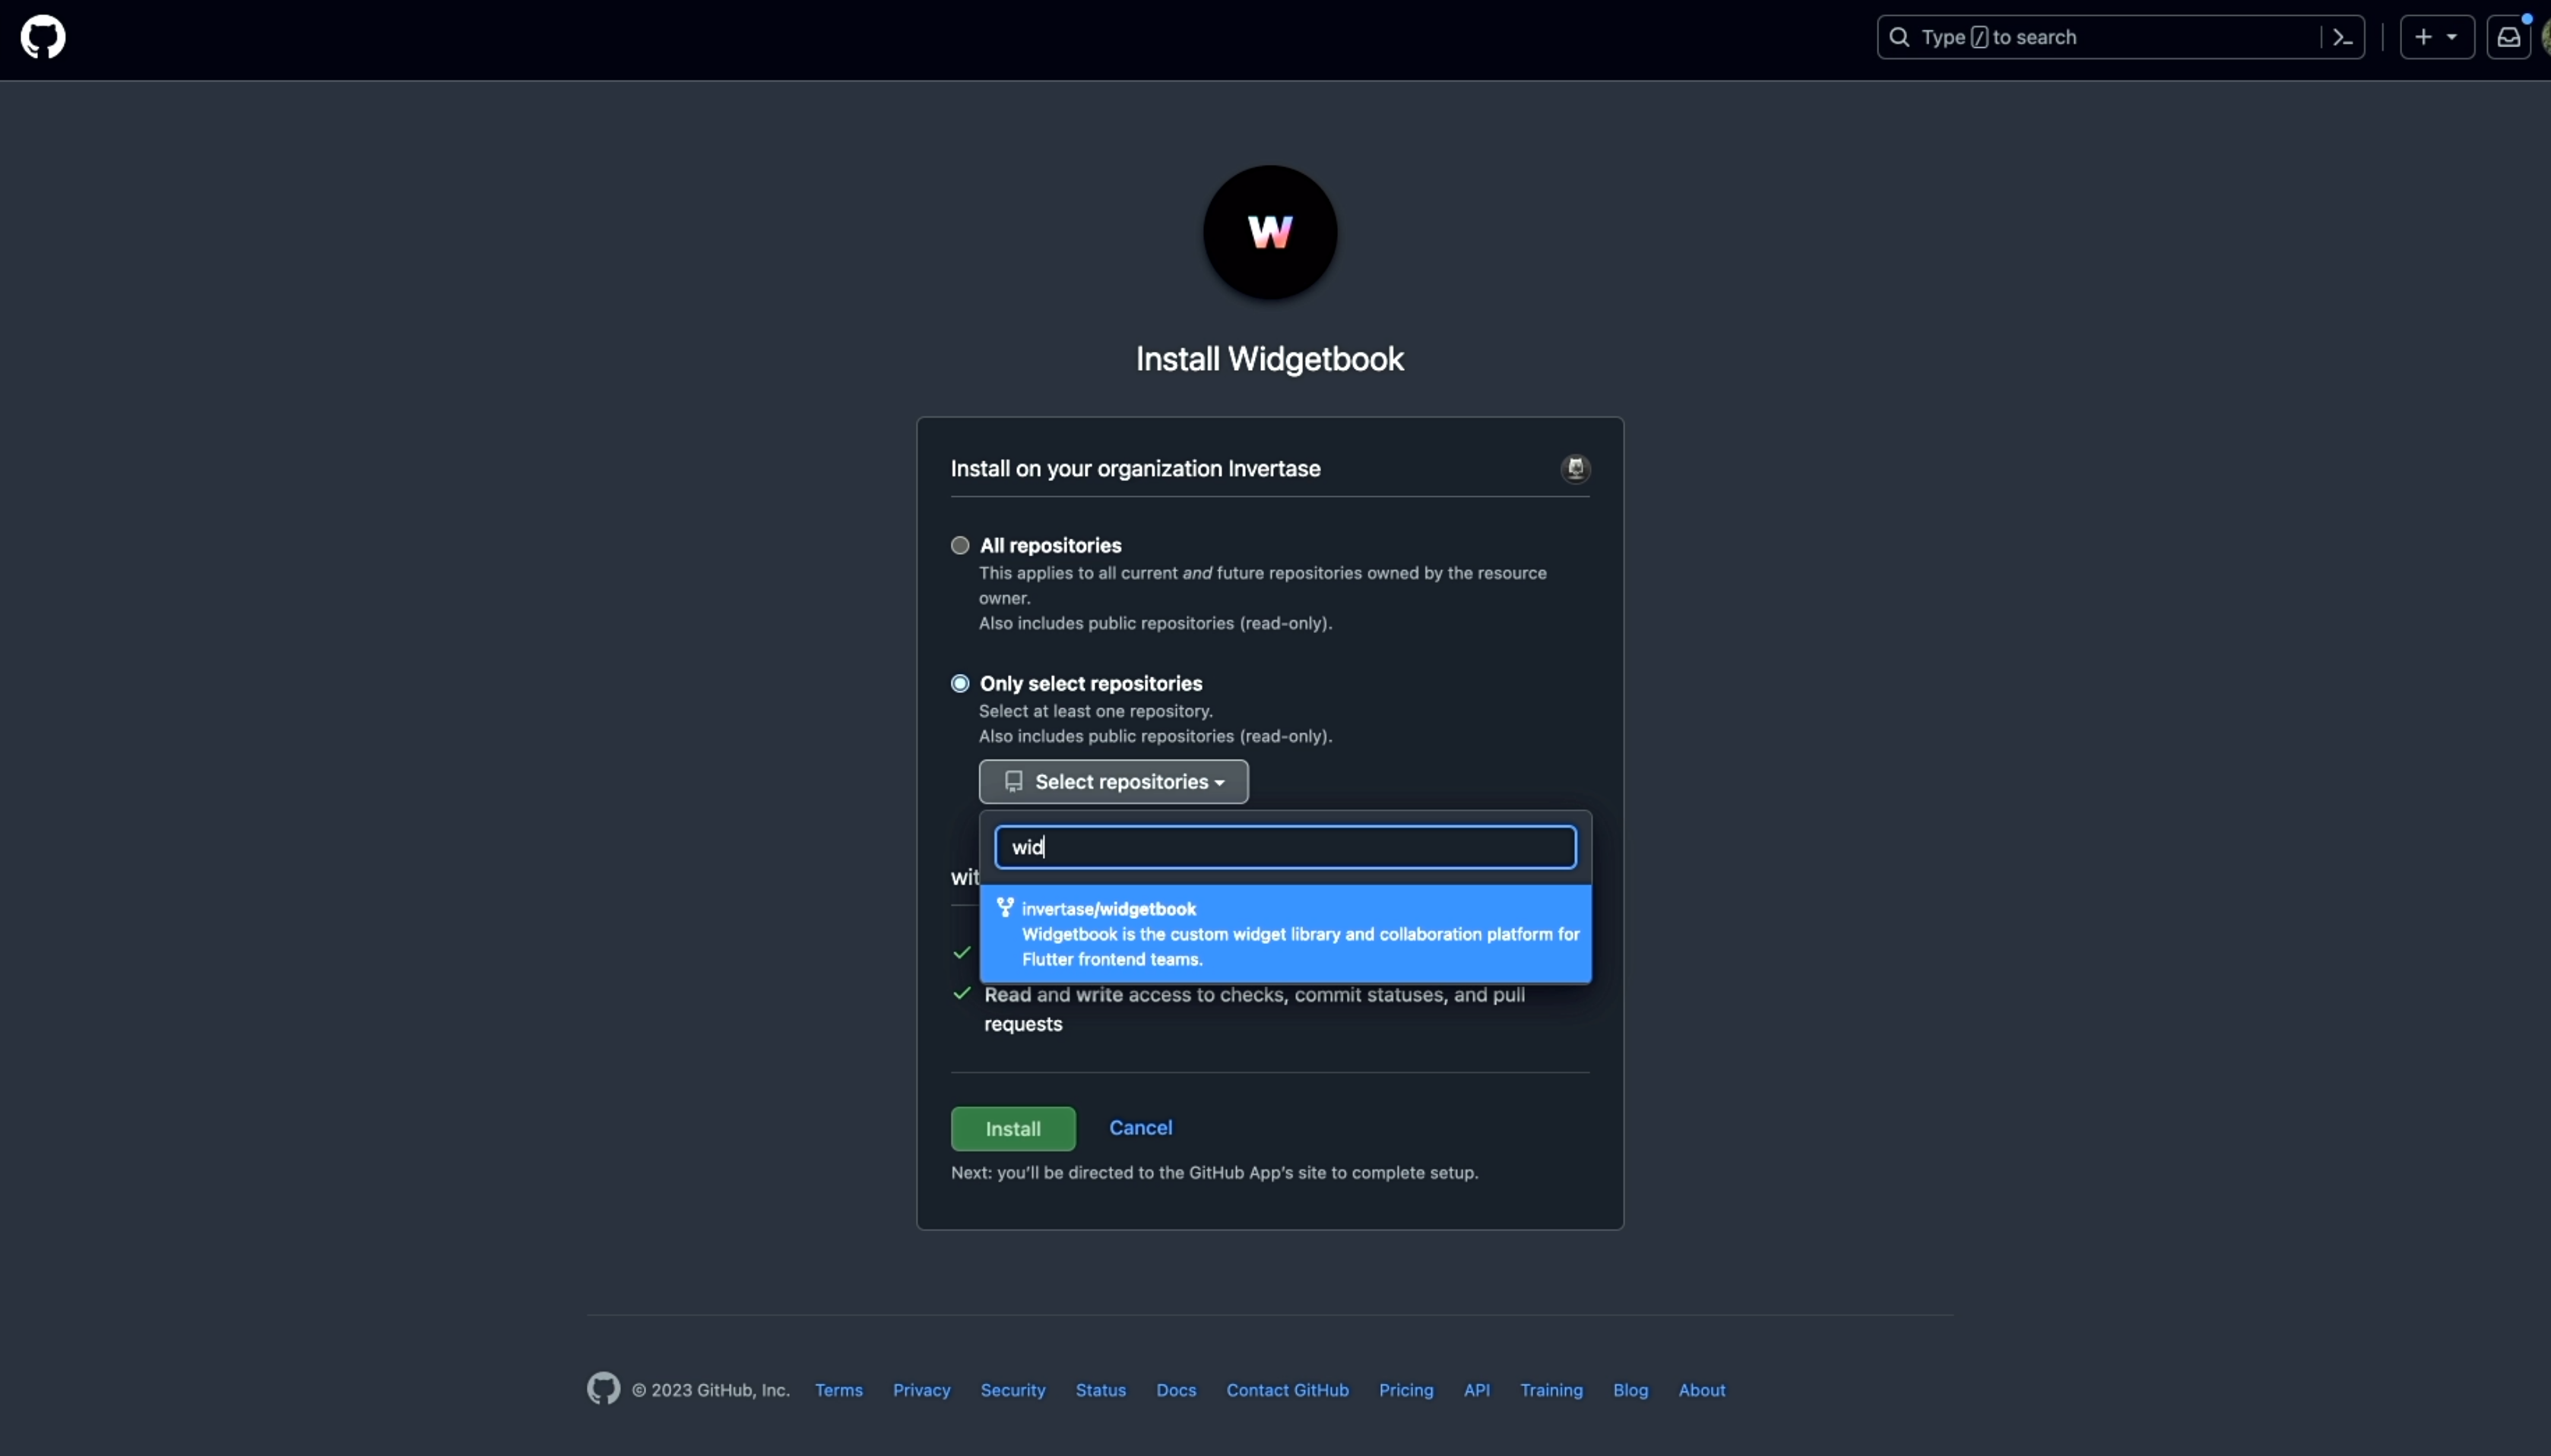 Type / to search
W
Install Widgetbook
Install on your organization Invertase
All repositories
This applies to all current and future repositories owned by the resource
owner.
Also includes public repositories (read-only).
Only select repositories
Select at least one repository.
Also includes public repositories (read-only).
Select repositories
wid
wit
invertase/widgetbook
Widgetbook is the custom widget library and collaboration platform for
Flutter frontend teams.
Read and write access to checks, commit statuses, and pull
requests
Install Cancel
Next: you'll be directed to the GitHub App's site to complete setup.
© 2023 GitHub, Inc. Terms Privacy Security Status Docs Contact GitHub Pricing API Training Blog About